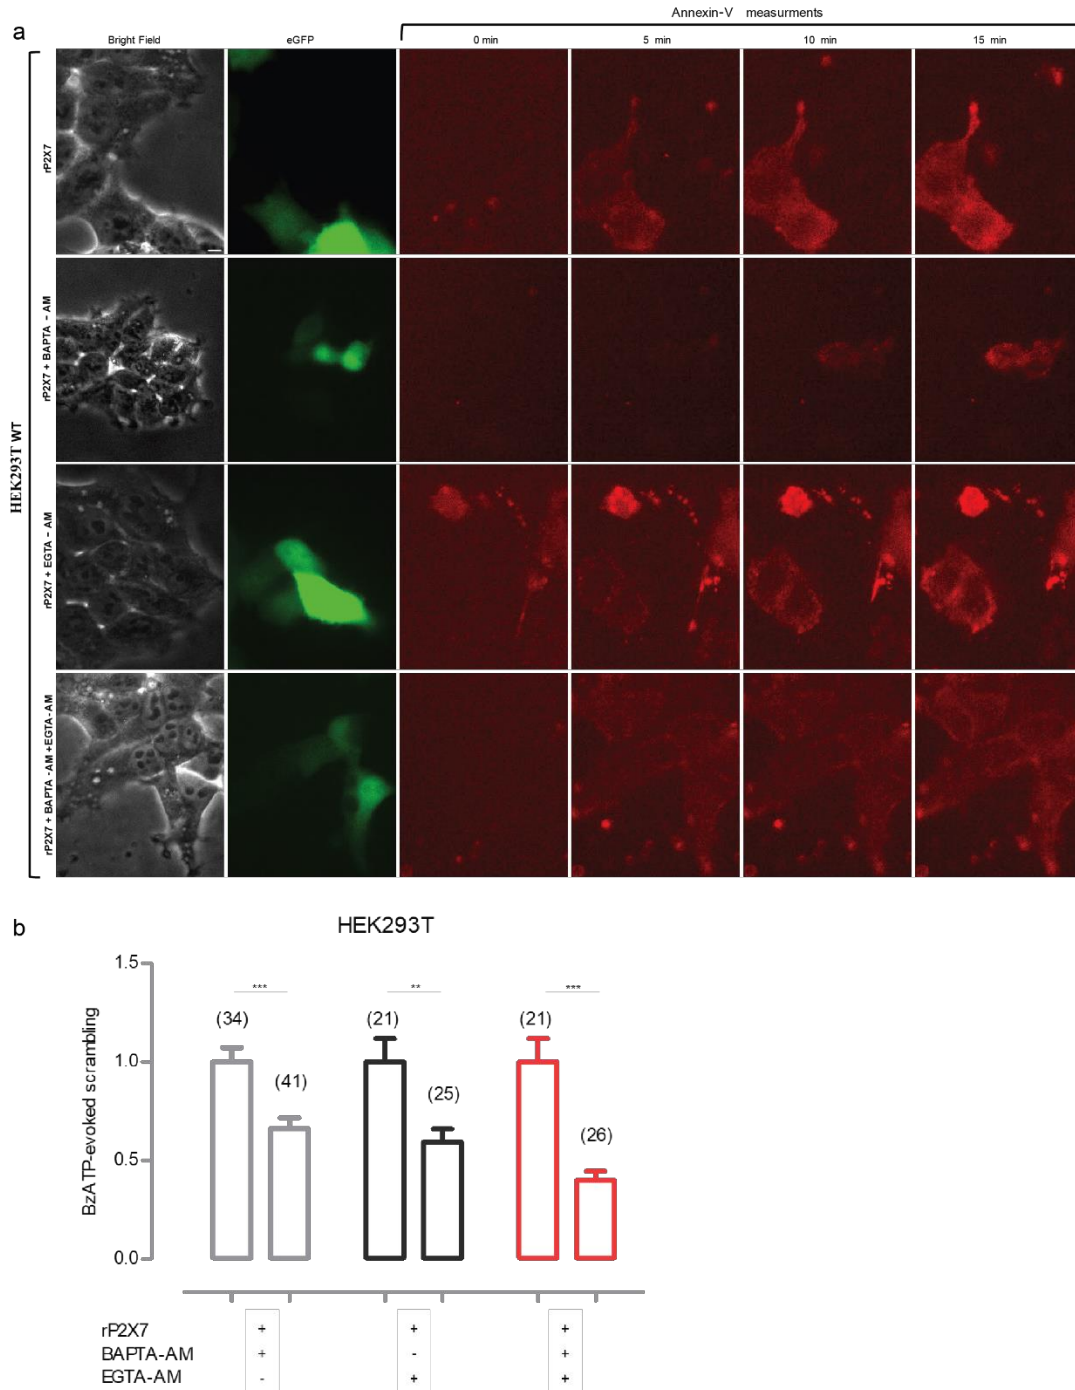 a
Annexin-V measurments
Bright Field
eGFP
0 min
5 min
10 min
15 min
HEK293T WT
rP2X7
rP2X7 + BAPTA - AM
rP2X7 + EGTA - AM
rP2X7 + BAPTA -AM +EGTA-AM
b
HEK293T
BzATP-evoked scrambling
1.5
1.0
0.5
0.0
*** ** ***
(34) (41) (21) (25) (21) (26)
rP2X7 + + +
BAPTA-AM + - +
EGTA-AM - + +